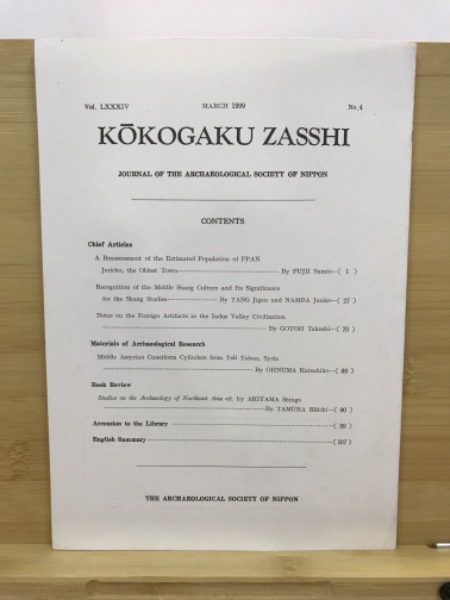 Vol. LXXXIV MARCH 1999 No. 4
KŌKOGAKU ZASSHI
JOURNAL OF THE ARCHAEOLOGICAL SOCIETY OF NIPPON
CONTENTS
Chief Articles
A Reassessment of the Estimated Population of PPAN
Jericho, the Oldest Town By FUJII Sumio ( 1 )
Recognition of the Middle Shang Culture and Its Significance
for the Shang Studies By TANG Jigen and NAMBA Junko ( 27 )
Notes on the Foreign Artifacts in the Indus Valley Civilization
By GOTOH Takeshi ( 70 )
Materials of Archaeological Research
Middle Assyrian Cuneiform Cylinders from Tell Taban, Syria
By OHNUMA Katsuhiko ( 89 )
Book Review
Studies on the Archaeology of Northeast Asia ed. by AKIYAMA Shingo
By TAMURA Kōichi ( 90 )
Accession to the Library ( 99 )
English Summary ( 107 )
THE ARCHAEOLOGICAL SOCIETY OF NIPPON